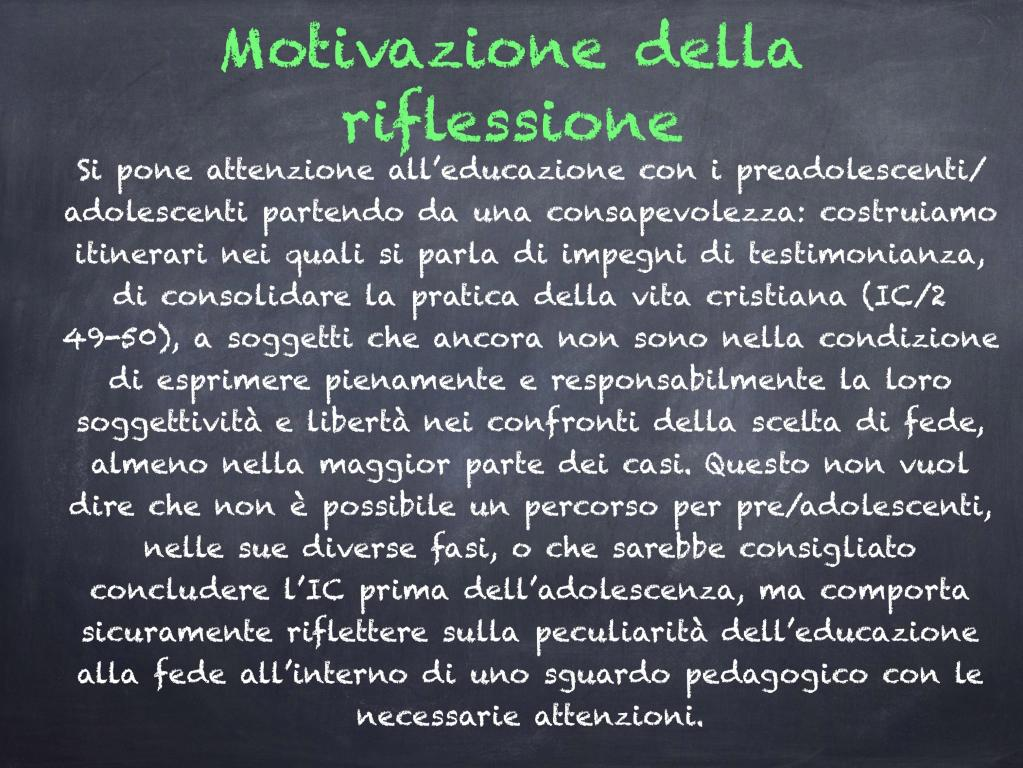 Motivazione della
riflessione
Si pone attenzione all'educazione con i preadolescenti/
adolescenti partendo da una consapevolezza: costruiamo
itinerari nei quali si parla di impegni di testimonianza,
di consolidare la pratica della vita cristiana (IC/2
49-50), a soggetti che ancora non sono nella condizione
di esprimere pienamente e responsabilmente la loro
soggettività e libertà nei confronti della scelta di fede,
almeno nella maggior parte dei casi. Questo non vuol
dire che non è possibile un percorso per pre/adolescenti,
nelle sue diverse fasi, o che sarebbe consigliato
concludere l'IC prima dell'adolescenza, ma comporta
sicuramente riflettere sulla peculiarità dell'educazione
alla fede all'interno di uno sguardo pedagogico con le
necessarie attenzioni.